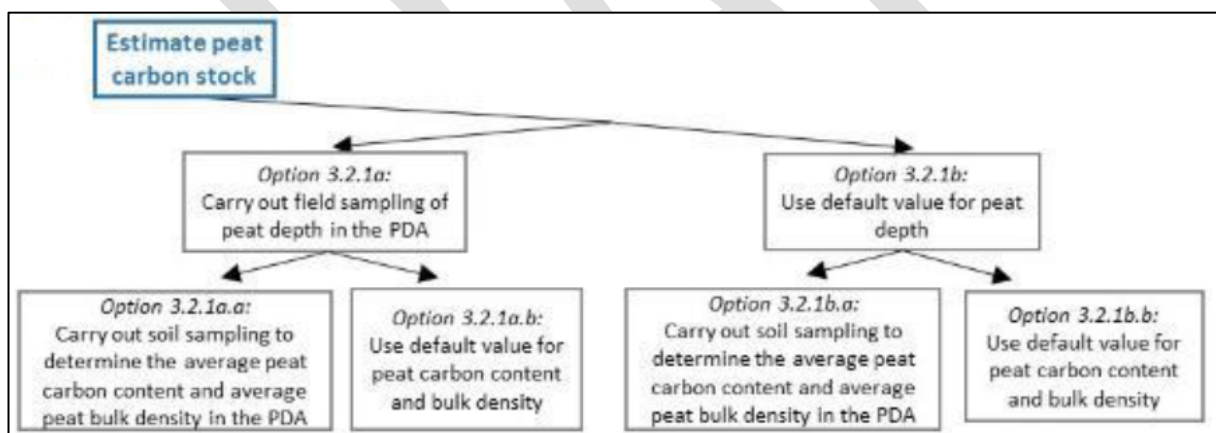 Estimate peat
carbon stock
Option 3.2.1a:
Carry out field sampling of
peat depth in the PDA
Option 3.2.1b:
Use default value for peat
depth
Option 3.2.1a.a:
Carry out soil sampling to
determine the average peat
carbon content and average
peat bulk density in the PDA
Option 3.2.1a.b:
Use default value for
peat carbon content
and bulk density
Option 3.2.1b.a:
Carry out soil sampling to
determine the average peat
carbon content and average
peat bulk density in the PDA
Option 3.2.1b.b:
Use default value for
peat carbon content
and bulk density